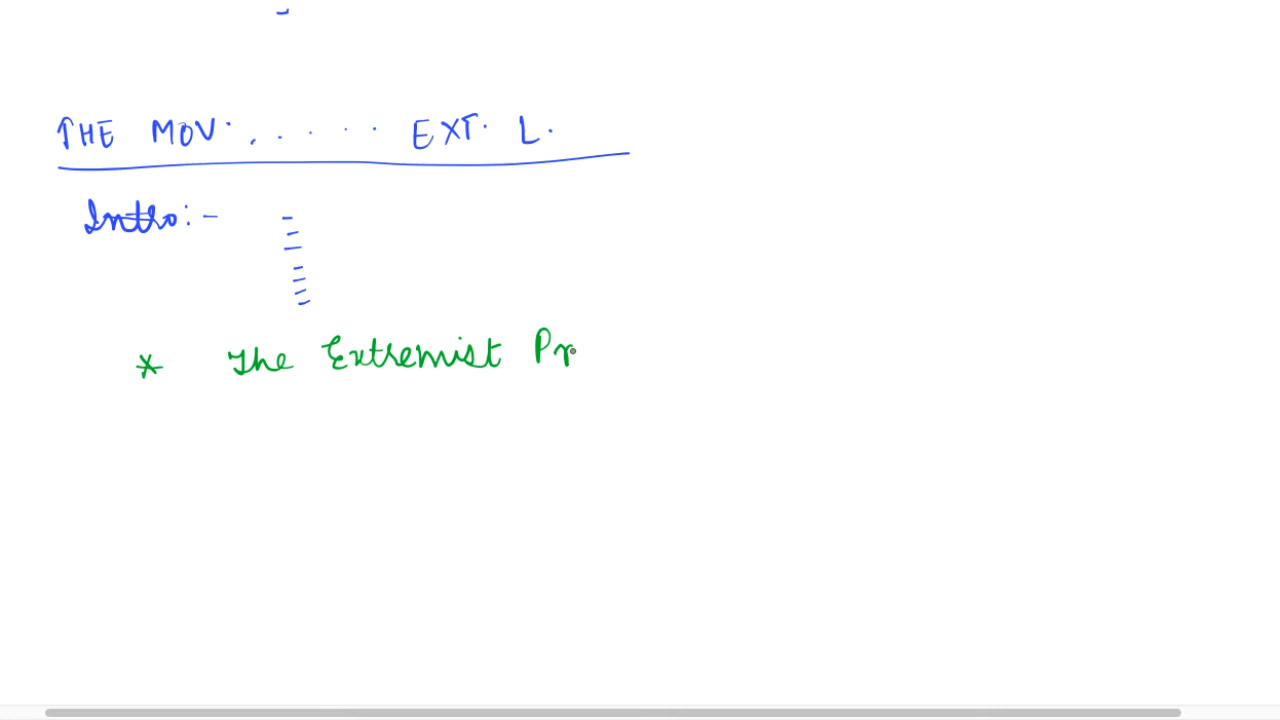 THE MOV. . . . . . EXT. L.
Intro:-
* The Extremist Pr